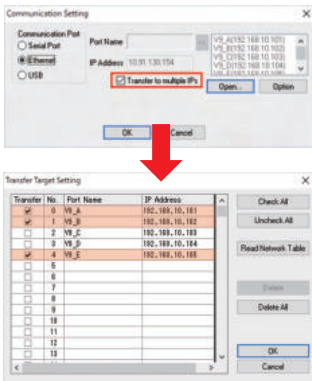 Communication Setting
Communication Port
Serial Port
Ethernet
USB
Port Name
IP Address 10.91.130.154
Transfer to multiple IPs
V9_A(192.168.10.101)
V9_B(192.168.10.102)
V9_C(192.168.10.103)
V9_D(192.168.10.104)
Open...
Option
OK
Cancel
Transfer Target Setting
Transfer No. Port Name IP Address
0 V9_A 192.168.10.101
1 V9_B 192.168.10.102
2 V9_C 192.168.10.103
3 V9_D 192.168.10.104
4 V9_E 192.168.10.105
5
6
7
8
9
10
11
12
13
Check All
Uncheck All
Read Network Table
Delete
Delete All
OK
Cancel